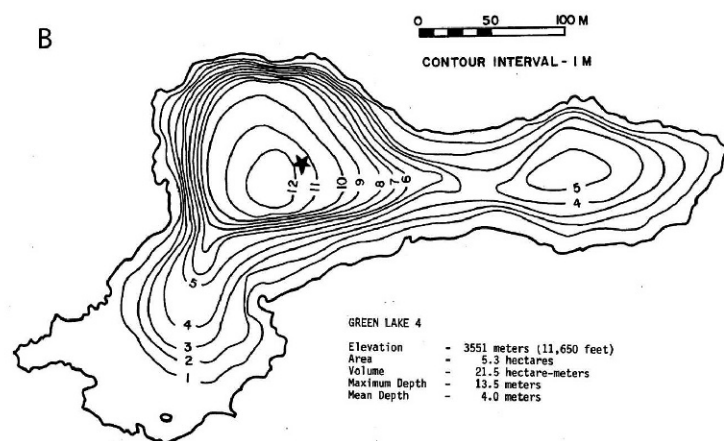 B
0 50 100 M
CONTOUR INTERVAL - 1 M
12 11 10 9 8 7 6
5
4
5
4
3
2
1
GREEN LAKE 4
Elevation - 3551 meters (11,650 feet)
Area = 5.3 hectares
Volume - 21.5 hectare-meters
Maximum Depth - 13.5 meters
Mean Depth - 4.0 meters